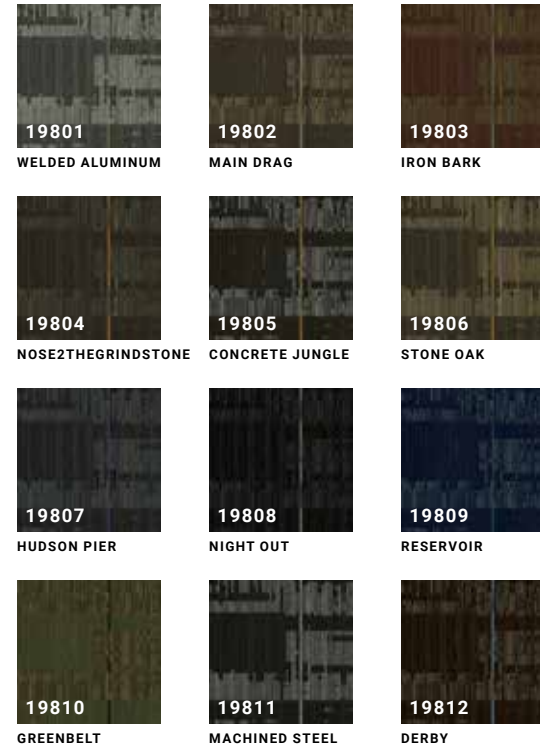 19801
WELDED ALUMINUM
19802
MAIN DRAG
19803
IRON BARK
19804
NOSE2THEGRINDSTONE
19805
CONCRETE JUNGLE
19806
STONE OAK
19807
HUDSON PIER
19808
NIGHT OUT
19809
RESERVOIR
19810
GREENBELT
19811
MACHINED STEEL
19812
DERBY